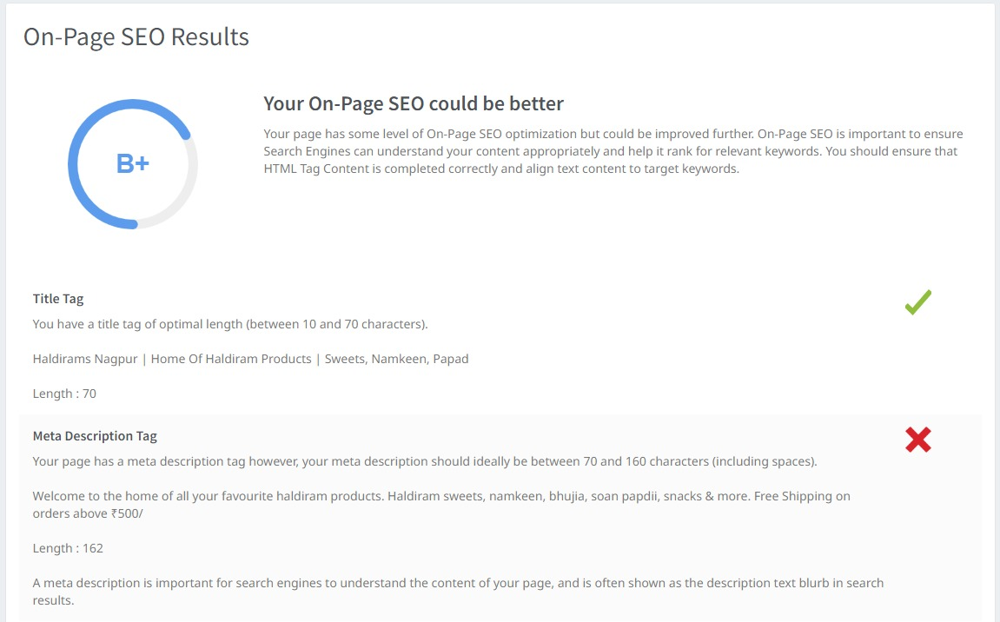 On-Page SEO Results
B+
Your On-Page SEO could be better
Your page has some level of On-Page SEO optimization but could be improved further. On-Page SEO is important to ensure
Search Engines can understand your content appropriately and help it rank for relevant keywords. You should ensure that
HTML Tag Content is completed correctly and align text content to target keywords.
Title Tag
You have a title tag of optimal length (between 10 and 70 characters).
Haldirams Nagpur | Home Of Haldiram Products | Sweets, Namkeen, Papad
Length : 70
Meta Description Tag
Your page has a meta description tag however, your meta description should ideally be between 70 and 160 characters (including spaces).
Welcome to the home of all your favourite haldiram products. Haldiram sweets, namkeen, bhujia, soan papdii, snacks & more. Free Shipping on
orders above ₹500/
Length : 162
A meta description is important for search engines to understand the content of your page, and is often shown as the description text blurb in search
results.